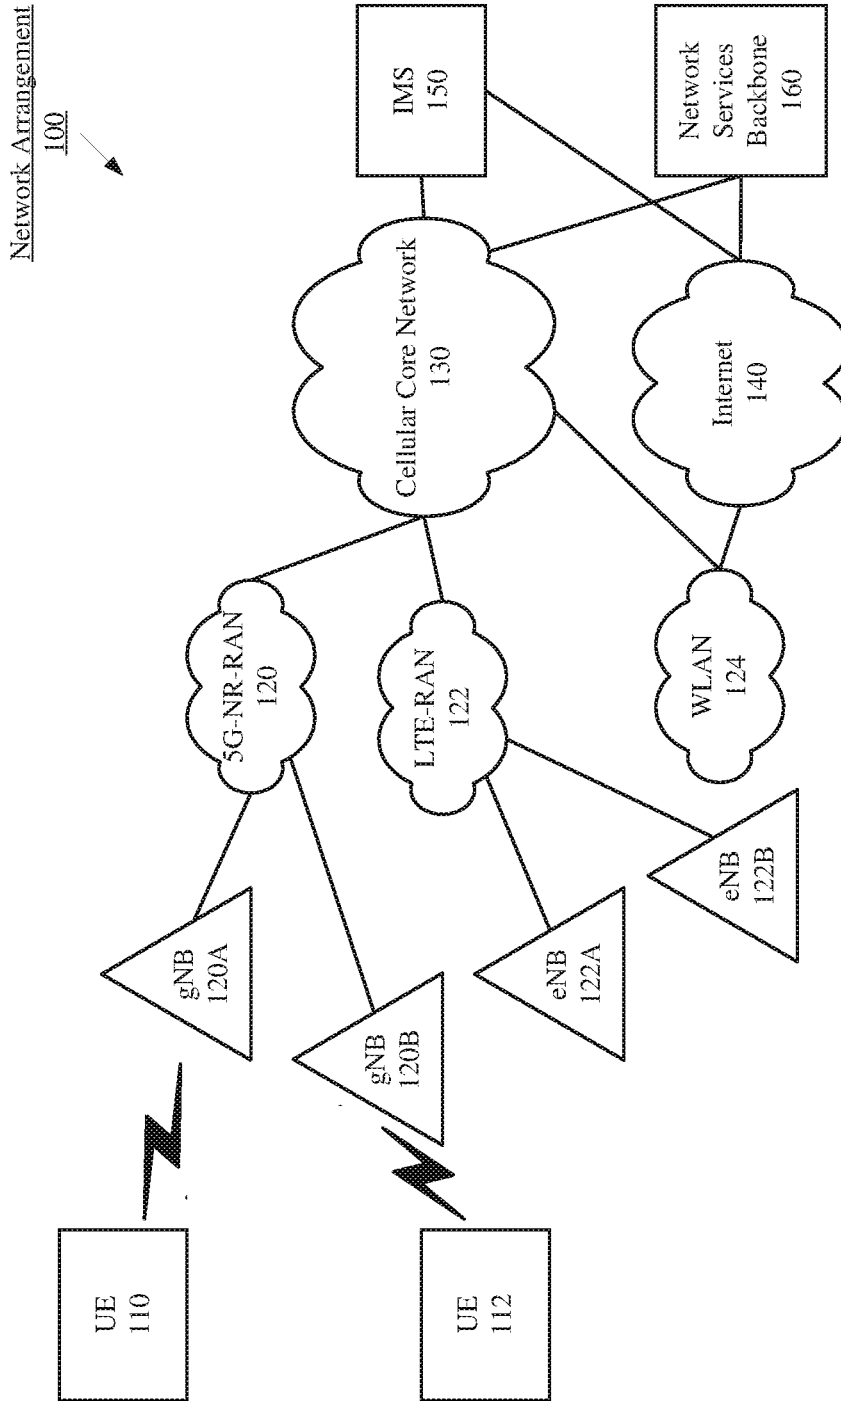 Network Arrangement
100
UE
110
UE
112
gNB
120A
gNB
120B
eNB
122A
eNB
122B
5G-NR-RAN
120
LTE-RAN
122
WLAN
124
Cellular Core Network
130
Internet
140
IMS
150
Network
Services
Backbone
160